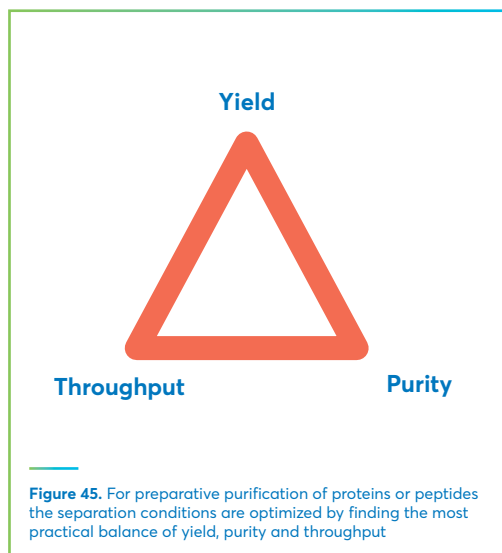 Yield
Throughput
Purity
Figure 45. For preparative purification of proteins or peptides
the separation conditions are optimized by finding the most
practical balance of yield, purity and throughput